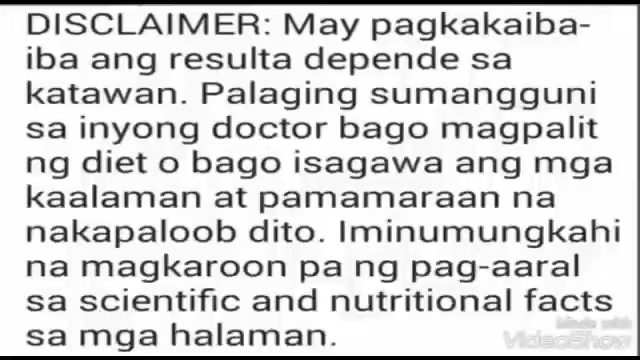 DISCLAIMER: May pagkakaiba-
iba ang resulta depende sa
katawan. Palaging sumangguni
sa inyong doctor bago magpalit
ng diet o bago isagawa ang mga
kaalaman at pamamaraan na
nakapaloob dito. Iminumungkahi
na magkaroon pa ng pag-aaral
sa scientific and nutritional facts
sa mga halaman.
Made with
VideoShow